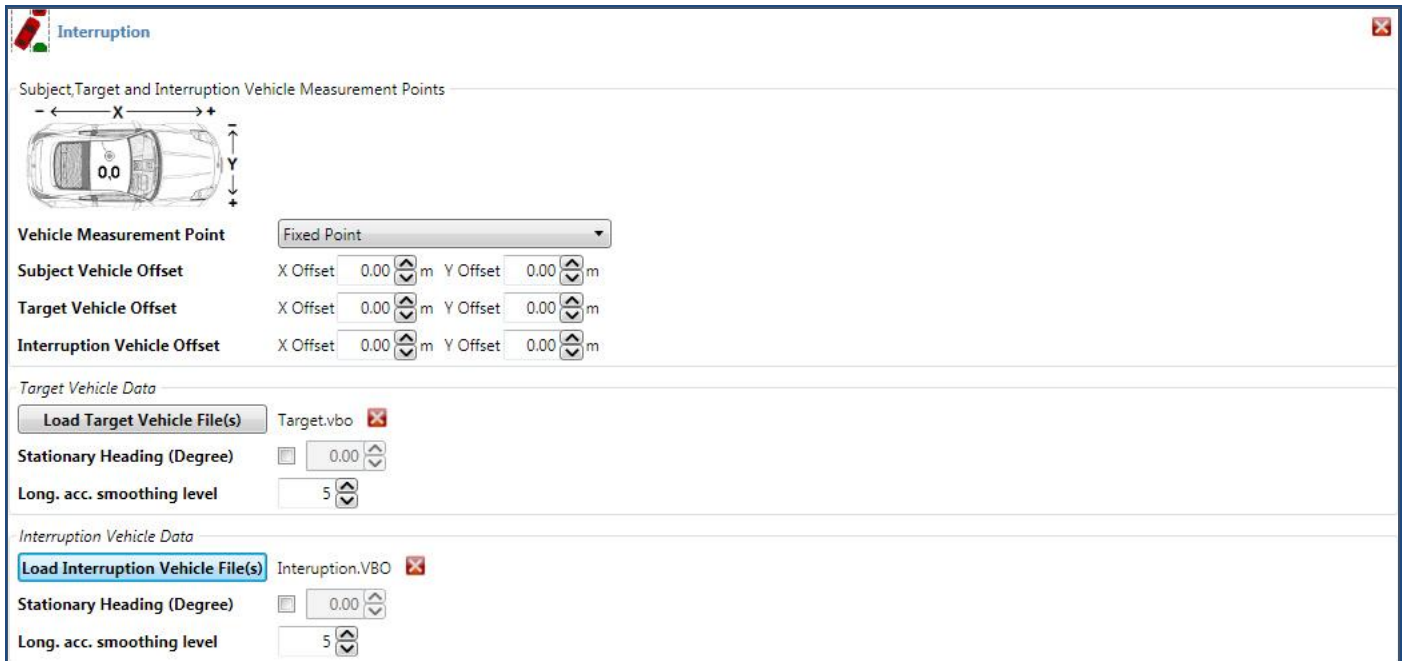 Interruption
Subject,Target and Interruption Vehicle Measurement Points
- X +
-
Y
0,0
+
Vehicle Measurement Point Fixed Point
Subject Vehicle Offset X Offset 0.00 m Y Offset 0.00 m
Target Vehicle Offset X Offset 0.00 m Y Offset 0.00 m
Interruption Vehicle Offset X Offset 0.00 m Y Offset 0.00 m
Target Vehicle Data
Load Target Vehicle File(s) Target.vbo
Stationary Heading (Degree) 0.00
Long. acc. smoothing level 5
Interruption Vehicle Data
Load Interruption Vehicle File(s) Interuption.VBO
Stationary Heading (Degree) 0.00
Long. acc. smoothing level 5